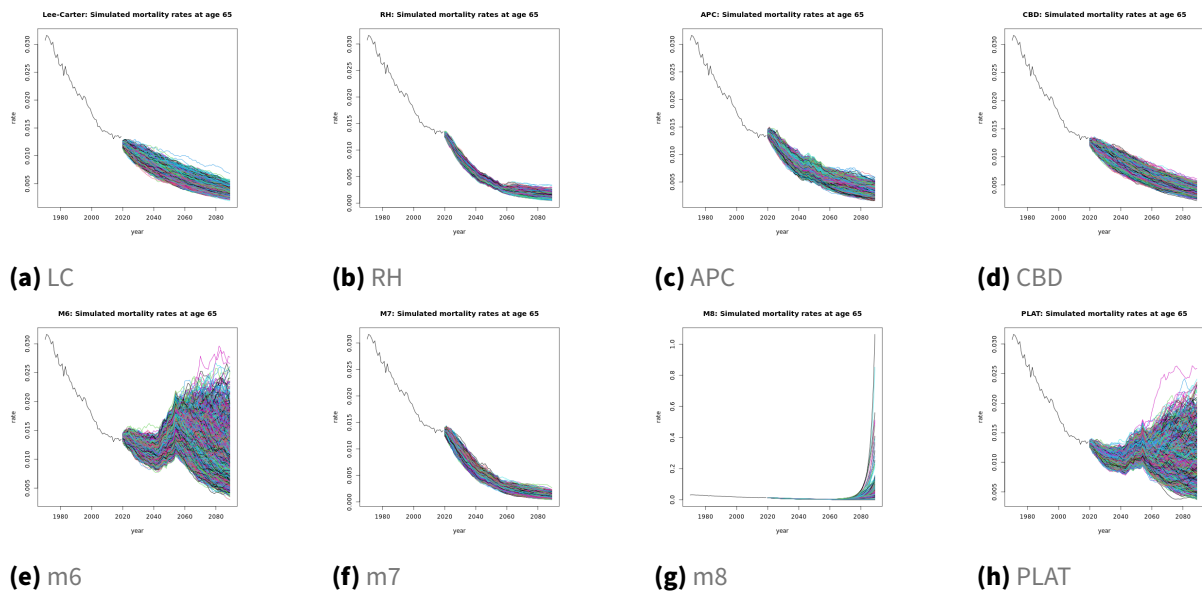 Lee-Carter: Simulated mortality rates at age 65
rate
0.030
0.025
0.020
0.015
0.010
0.005
1980 2000 2020 2040 2060 2080
year
(a) LC
RH: Simulated mortality rates at age 65
rate
0.030
0.025
0.020
0.015
0.010
0.005
0.000
1980 2000 2020 2040 2060 2080
year
(b) RH
APC: Simulated mortality rates at age 65
rate
0.030
0.025
0.020
0.015
0.010
0.005
1980 2000 2020 2040 2060 2080
year
(c) APC
CBD: Simulated mortality rates at age 65
rate
0.030
0.025
0.020
0.015
0.010
0.005
1980 2000 2020 2040 2060 2080
year
(d) CBD
M6: Simulated mortality rates at age 65
rate
0.030
0.025
0.020
0.015
0.010
0.005
1980 2000 2020 2040 2060 2080
year
(e) m6
M7: Simulated mortality rates at age 65
rate
0.030
0.025
0.020
0.015
0.010
0.005
0.000
1980 2000 2020 2040 2060 2080
year
(f) m7
M8: Simulated mortality rates at age 65
rate
1.0
0.8
0.6
0.4
0.2
0.0
1980 2000 2020 2040 2060 2080
year
(g) m8
PLAT: Simulated mortality rates at age 65
rate
0.030
0.025
0.020
0.015
0.010
0.005
1980 2000 2020 2040 2060 2080
year
(h) PLAT